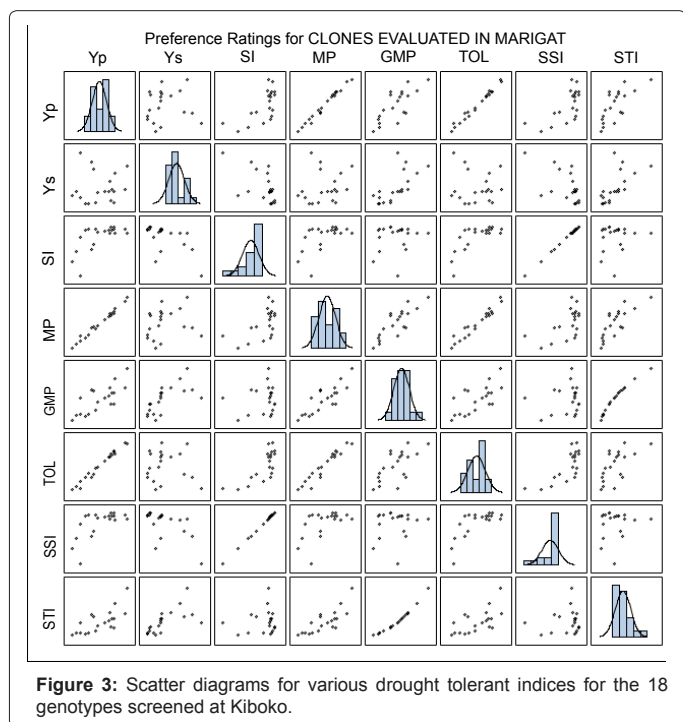 Preference Ratings for CLONES EVALUATED IN MARIGAT
Yp Ys SI MP GMP TOL SSI STI
Yp
Ys
SI
MP
GMP
TOL
SSI
STI
Figure 3: Scatter diagrams for various drought tolerant indices for the 18
genotypes screened at Kiboko.